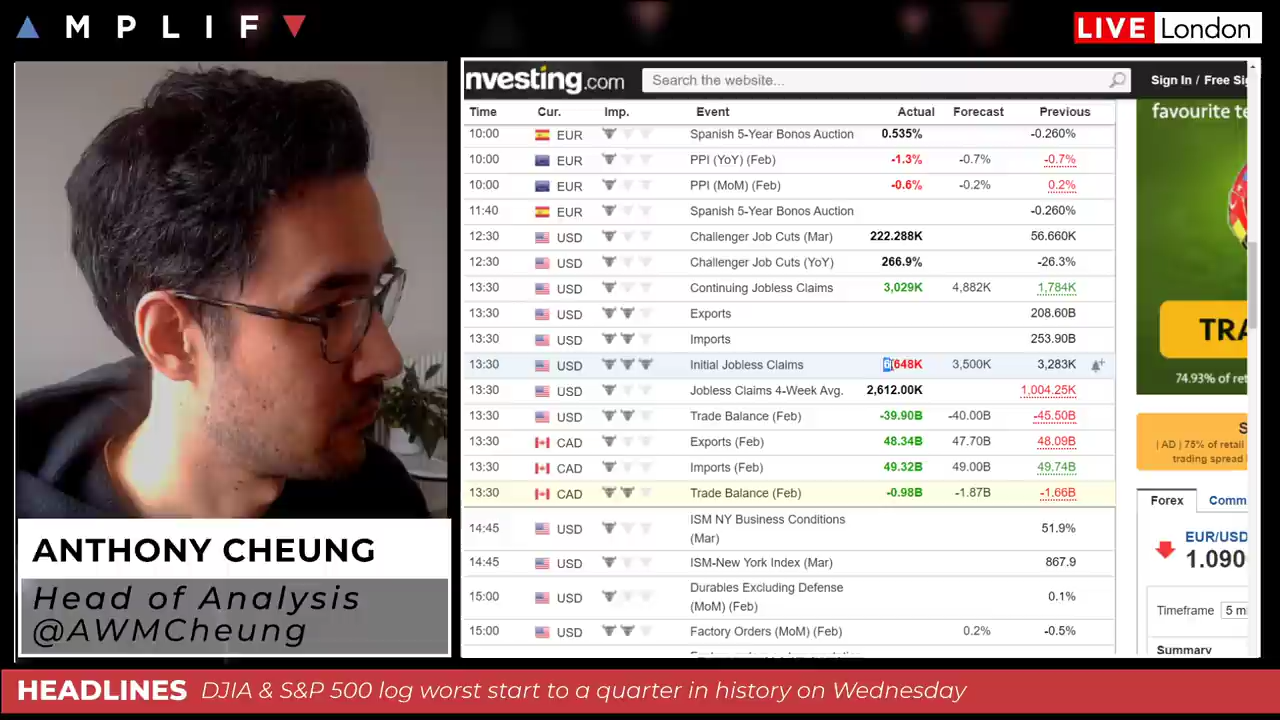 AMPLIFY
LIVE London
nvesting.com Search the website... Sign In / Free Sig
Time Cur. Imp. Event Actual Forecast Previous
10:00 EUR Spanish 5-Year Bonos Auction 0.535% -0.260%
10:00 EUR PPI (YoY) (Feb) -1.3% -0.7% -0.7%
10:00 EUR PPI (MoM) (Feb) -0.6% -0.2% 0.2%
11:40 EUR Spanish 5-Year Bonos Auction -0.260%
12:30 USD Challenger Job Cuts (Mar) 222.288K 56.660K
12:30 USD Challenger Job Cuts (YoY) 266.9% -26.3%
13:30 USD Continuing Jobless Claims 3,029K 4,882K 1,784K
13:30 USD Exports 208.60B
13:30 USD Imports 253.90B
13:30 USD Initial Jobless Claims 6,648K 3,500K 3,283K
13:30 USD Jobless Claims 4-Week Avg. 2,612.00K 1,004.25K
13:30 USD Trade Balance (Feb) -39.90B -40.00B -45.50B
13:30 CAD Exports (Feb) 48.34B 47.70B 48.09B
13:30 CAD Imports (Feb) 49.32B 49.00B 49.74B
13:30 CAD Trade Balance (Feb) -0.98B -1.87B -1.66B
14:45 USD ISM NY Business Conditions
(Mar) 51.9%
14:45 USD ISM-New York Index (Mar) 867.9
15:00 USD Durables Excluding Defense
(MoM) (Feb) 0.1%
15:00 USD Factory Orders (MoM) (Feb) 0.2% -0.5%
favourite te
TRA
74.93% of ret
S
| AD | 75% of retail
trading spread
Forex Comm
EUR/USD
1.090
Timeframe 5 m
Summary
ANTHONY CHEUNG
Head of Analysis
@AWMCheung
HEADLINES DJIA & S&P 500 log worst start to a quarter in history on Wednesday